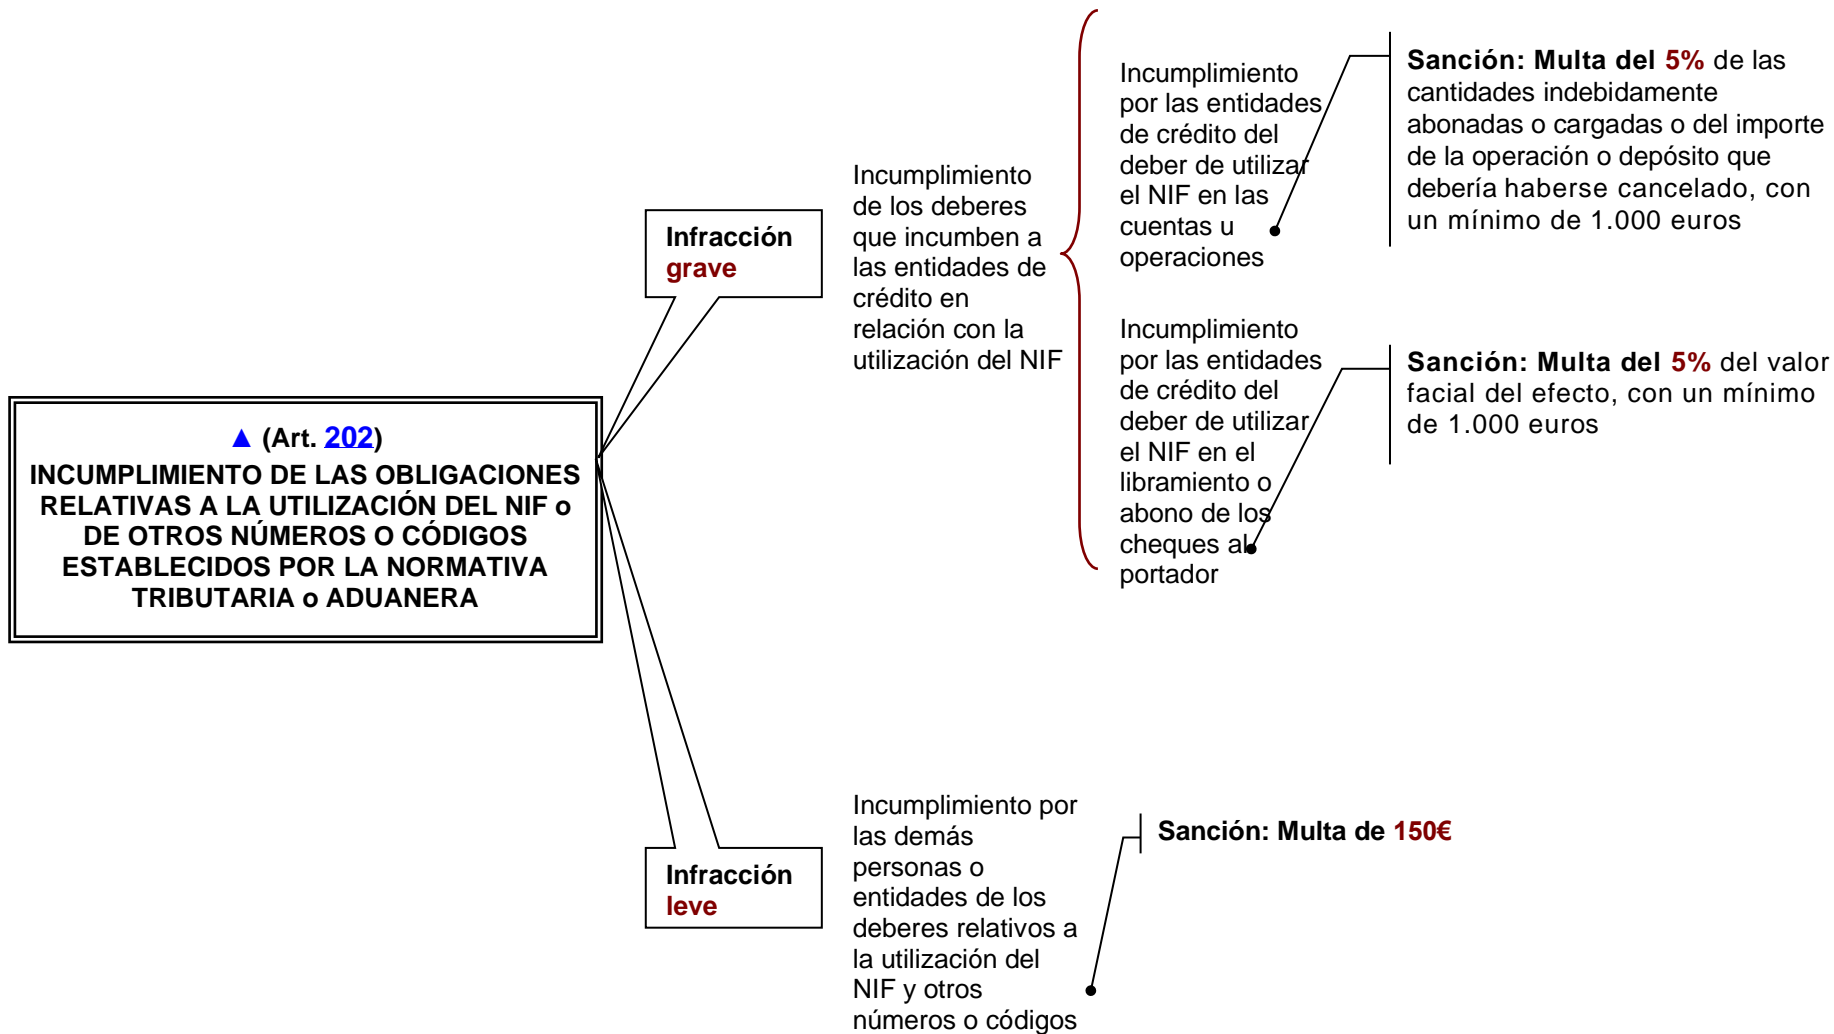 ▲ (Art. 202)
INCUMPLIMIENTO DE LAS OBLIGACIONES
RELATIVAS A LA UTILIZACIÓN DEL NIF o
DE OTROS NÚMEROS O CÓDIGOS
ESTABLECIDOS POR LA NORMATIVA
TRIBUTARIA o ADUANERA
Infracción
grave
Incumplimiento
de los deberes
que incumben a
las entidades de
crédito en
relación con la
utilización del NIF
Incumplimiento
por las entidades
de crédito del
deber de utilizar
el NIF en las
cuentas u
operaciones
Sanción: Multa del 5% de las
cantidades indebidamente
abonadas o cargadas o del importe
de la operación o depósito que
debería haberse cancelado, con
un mínimo de 1.000 euros
Incumplimiento
por las entidades
de crédito del
deber de utilizar
el NIF en el
libramiento o
abono de los
cheques al
portador
Sanción: Multa del 5% del valor
facial del efecto, con un mínimo
de 1.000 euros
Infracción
leve
Incumplimiento por
las demás
personas o
entidades de los
deberes relativos a
la utilización del
NIF y otros
números o códigos
Sanción: Multa de 150€